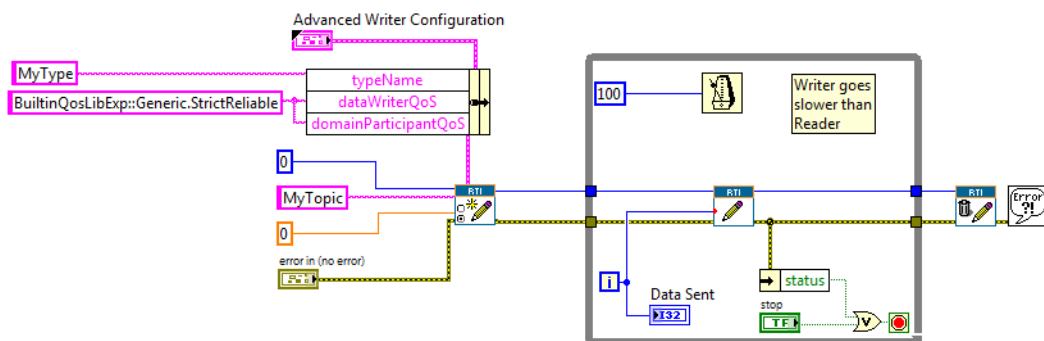 Advanced Writer Configuration
MyType
typeName
BuiltinQosLibExp::Generic.StrictReliable
dataWriterQoS
domainParticipantQoS
100
Writer goes
slower than
Reader
0
MyTopic
0
error in (no error)
RTI
RTI
RTI
Error
?!
i
Data Sent
I32
status
stop
TF
V